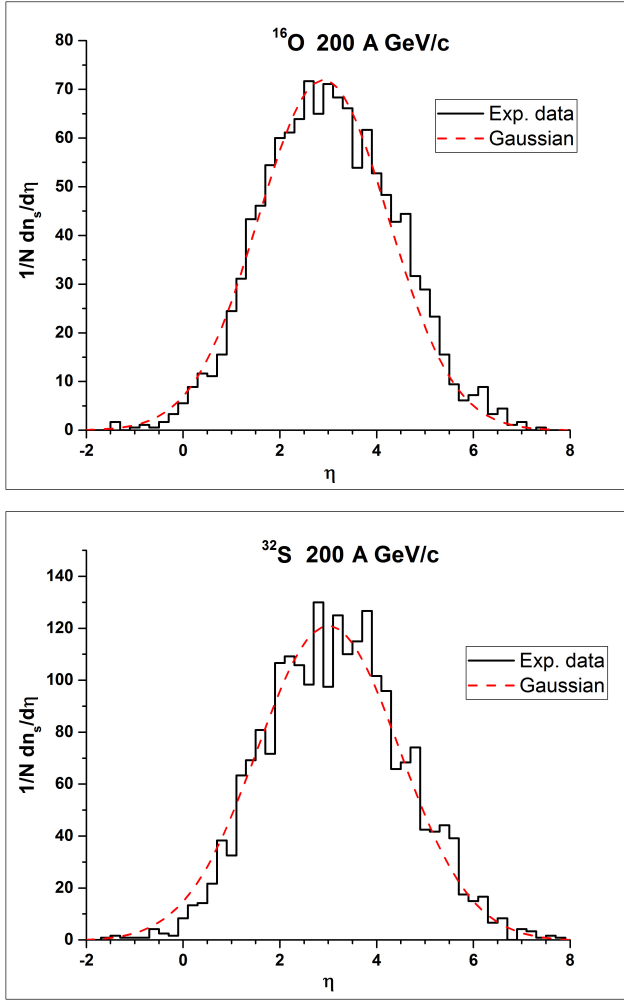 ¹⁶O 200 A GeV/c
Exp. data
Gaussian
1/N dnₛ/dη
80
70
60
50
40
30
20
10
0
-2 0 2 4 6 8
η
³²S 200 A GeV/c
Exp. data
Gaussian
1/N dnₛ/dη
140
120
100
80
60
40
20
0
-2 0 2 4 6 8
η